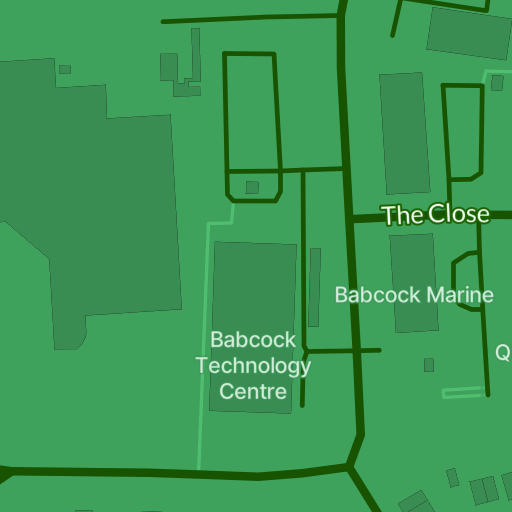 The Close
Babcock Marine
Babcock
Technology
Centre
Q